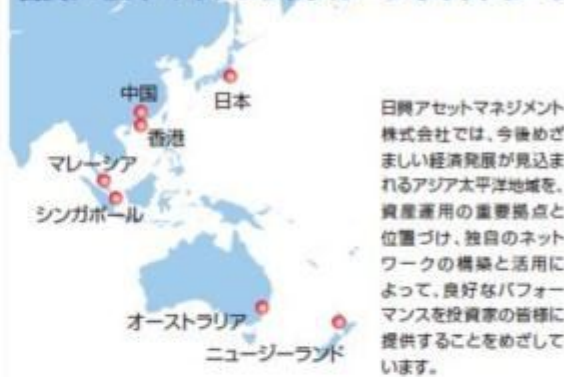 中国
日本
香港
マレーシア
シンガポール
オーストラリア
ニュージーランド
日興アセットマネジメント
株式会社では、今後めざ
ましい経済発展が見込ま
れるアジア太平洋地域を、
資産運用の重要拠点と
位置づけ、独自のネット
ワークの構築と活用に
よって、良好なパフォー
マンスを投資家の皆様に
提供することをめざして
います。